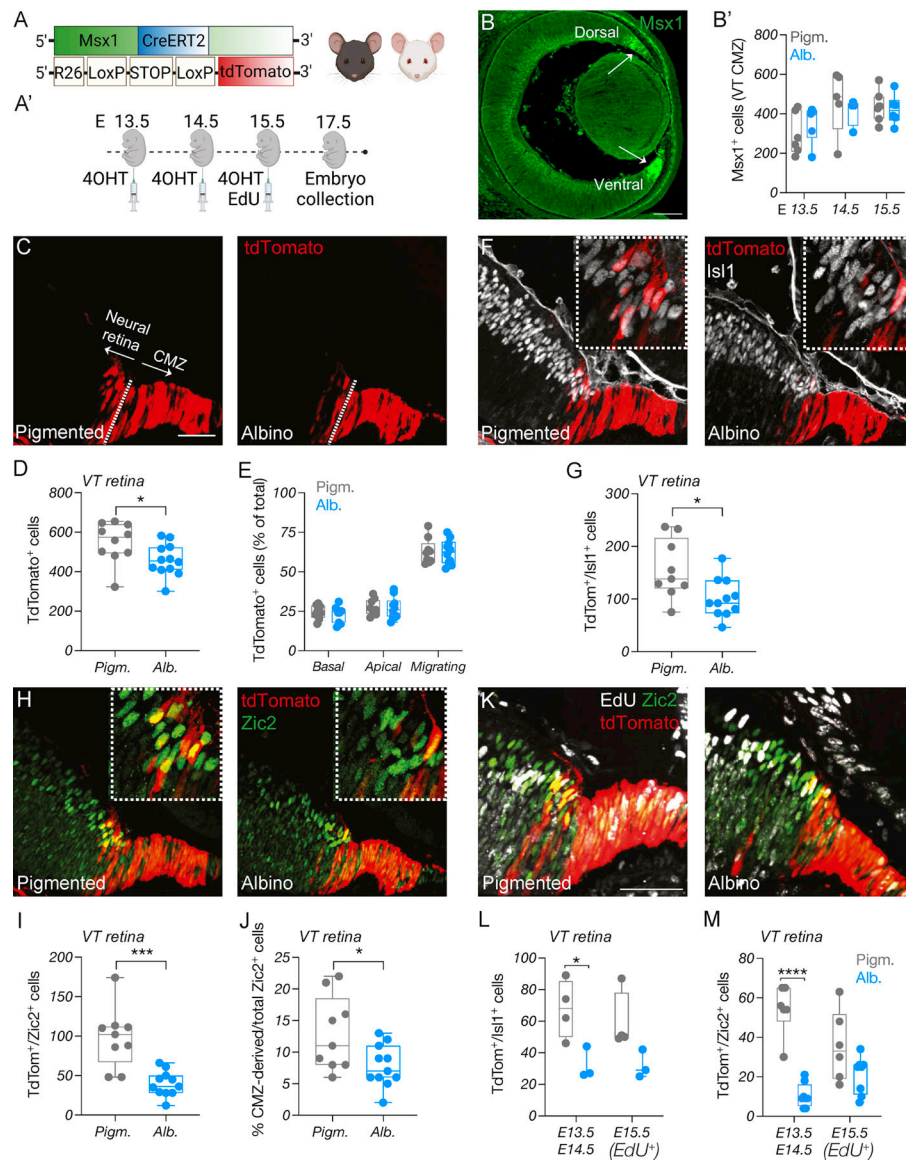 A
5' Msx1 CreERT2 3'
5' R26 LoxP STOP LoxP tdTomato 3'
A'
E 13.5 14.5 15.5 17.5
4OHT 4OHT 4OHT Embryo
EdU collection
B Msx1
Dorsal
Ventral
B'
Pigm.
Alb.
Msx1+ cells (VT CMZ)
600
400
200
0
E 13.5 14.5 15.5
C tdTomato
Neural
retina
CMZ
Pigmented Albino
F tdTomato
Isl1
Pigmented Albino
D VT retina
*
TdTomato+ cells
800
600
400
200
0
Pigm. Alb.
E
Pigm.
Alb.
TdTomato+ cells (% of total)
100
75
50
25
0
Basal Apical Migrating
G VT retina
*
TdTom+/Isl1+ cells
300
200
100
0
Pigm. Alb.
H tdTomato
Zic2
Pigmented Albino
K EdU Zic2
tdTomato
Pigmented Albino
I VT retina
***
TdTom+/Zic2+ cells
200
150
100
50
0
Pigm. Alb.
J VT retina
*
% CMZ-derived/total Zic2+ cells
25
20
15
10
5
0
Pigm. Alb.
L VT retina
*
TdTom+/Isl1+ cells
100
80
60
40
20
0
E13.5 E15.5
E14.5 (EdU+)
M VT retina
Pigm.
Alb.
****
TdTom+/Zic2+ cells
80
60
40
20
0
E13.5 E15.5
E14.5 (EdU+)